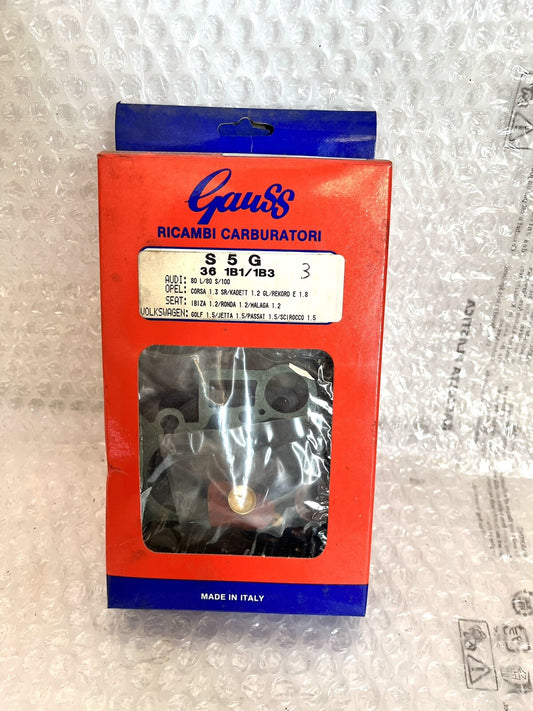 Gauss
RICAMBI CARBURATORI
S 5 G
36 1B1/1B3
3
AUDI: 80 L/80 S/100
OPEL: CORSA 1.3 SR/KADETT 1.2 GL/REKORD E 1.8
SEAT: IBIZA 1.2/RONDA 1.2/MALAGA 1.2
VOLKSWAGEN: GOLF 1.5/JETTA 1.5/PASSAT 1.5/SCIROCCO 1.5
MADE IN ITALY